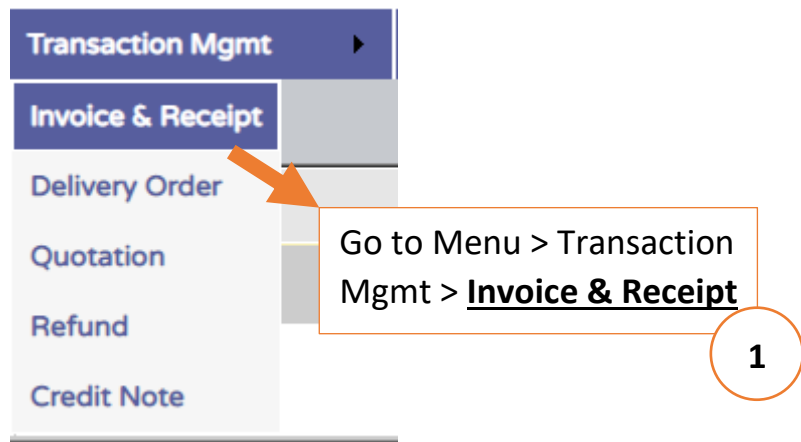 Transaction Mgmt
Invoice & Receipt
Delivery Order
Quotation
Refund
Credit Note
Go to Menu > Transaction
Mgmt > Invoice & Receipt
1